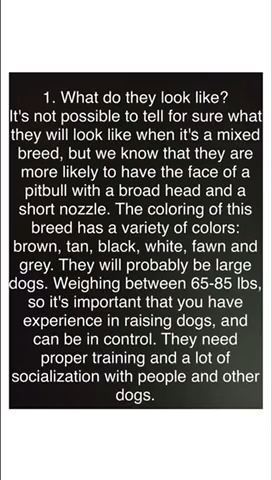 1. What do they look like?
It's not possible to tell for sure what
they will look like when it's a mixed
breed, but we know that they are
more likely to have the face of a
pitbull with a broad head and a
short nozzle. The coloring of this
breed has a variety of colors:
brown, tan, black, white, fawn and
grey. They will probably be large
dogs. Weighing between 65-85 lbs,
so it's important that you have
experience in raising dogs, and
can be in control. They need
proper training and a lot of
socialization with people and other
dogs.